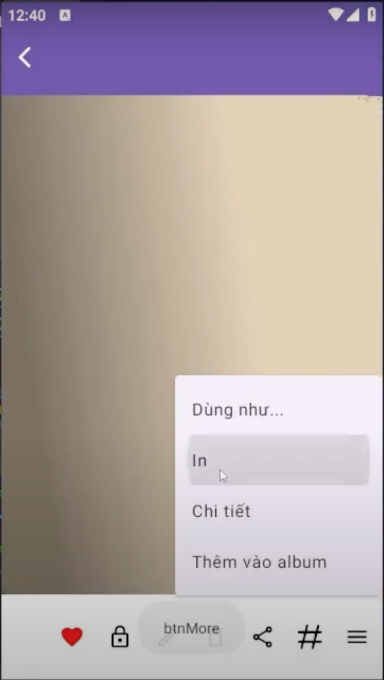 12:40
A
Dùng như...
In
Chi tiết
Thêm vào album
btnMore